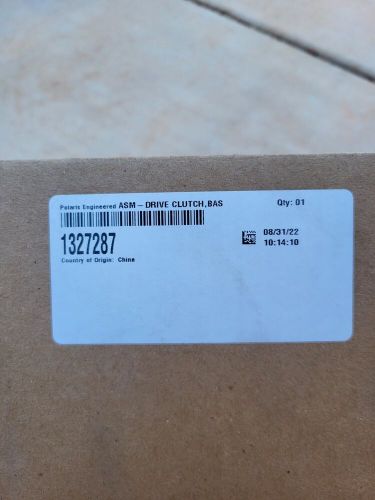 Polaris Engineered ASM - DRIVE CLUTCH,BAS Qty: 01
1327287
08/31/22
10:14:10
Country of Origin: China